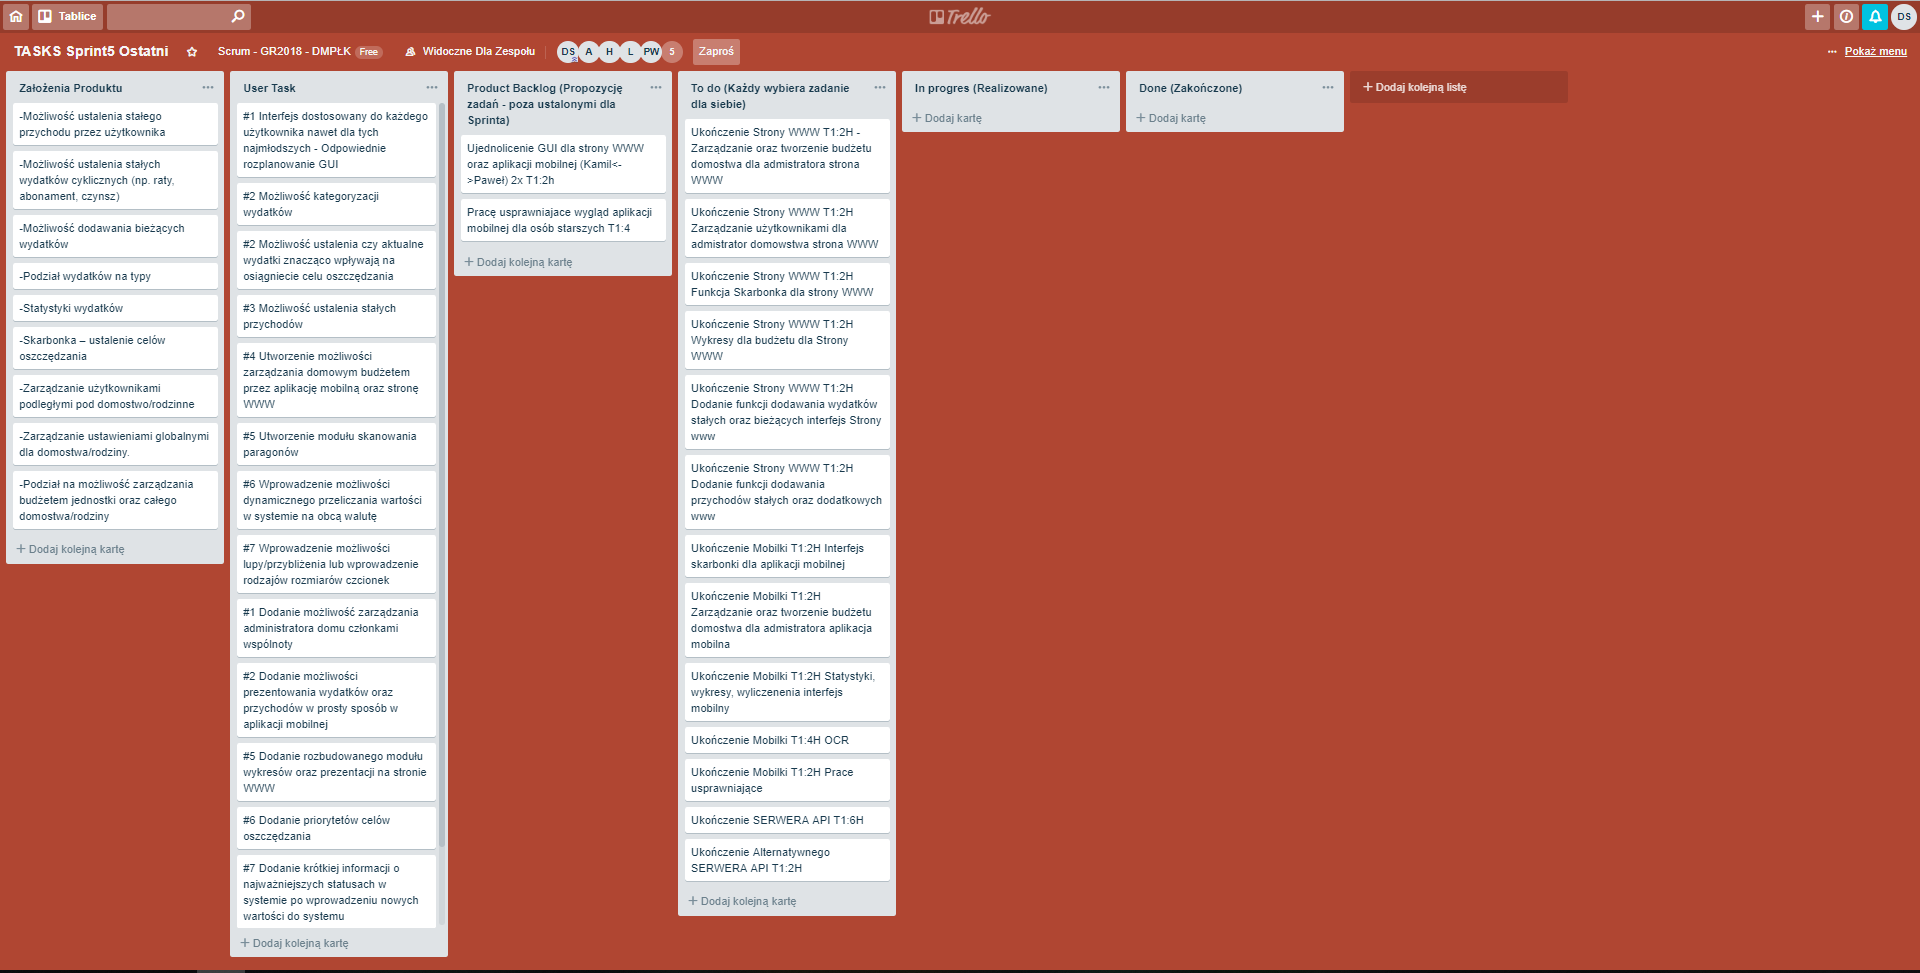 Tablice
Trello
DS
TASKS Sprint5 Ostatni
Scrum - GR2018 - DMPŁK Free
Widoczne Dla Zespołu
DS A H L PW 5
Zaproś
Pokaż menu
Założenia Produktu
-Możliwość ustalenia stałego
przychodu przez użytkownika
-Możliwość ustalenia stałych
wydatków cyklicznych (np. raty,
abonament, czynsz)
-Możliwość dodawania bieżących
wydatków
-Podział wydatków na typy
-Statystyki wydatków
-Skarbonka – ustalenie celów
oszczędzania
-Zarządzanie użytkownikami
podległymi pod domostwo/rodzinne
-Zarządzanie ustawieniami globalnymi
dla domostwa/rodziny.
-Podział na możliwość zarządzania
budżetem jednostki oraz całego
domostwa/rodziny
+ Dodaj kolejną kartę
User Task
#1 Interfejs dostosowany do każdego
użytkownika nawet dla tych
najmłodszych - Odpowiednie
rozplanowanie GUI
#2 Możliwość kategoryzacji
wydatków
#2 Możliwość ustalenia czy aktualne
wydatki znacząco wpływają na
osiągniecie celu oszczędzania
#3 Możliwość ustalenia stałych
przychodów
#4 Utworzenie możliwości
zarządzania domowym budżetem
przez aplikację mobilną oraz stronę
WWW
#5 Utworzenie modułu skanowania
paragonów
#6 Wprowadzenie możliwości
dynamicznego przeliczania wartości
w systemie na obcą walutę
#7 Wprowadzenie możliwości
lupy/przybliżenia lub wprowadzenie
rodzajów rozmiarów czcionek
#1 Dodanie możliwość zarządzania
administratora domu członkami
wspólnoty
#2 Dodanie możliwości
prezentowania wydatków oraz
przychodów w prosty sposób w
aplikacji mobilnej
#5 Dodanie rozbudowanego modułu
wykresów oraz prezentacji na stronie
WWW
#6 Dodanie priorytetów celów
oszczędzania
#7 Dodanie krótkiej informacji o
najważniejszych statusach w
systemie po wprowadzeniu nowych
wartości do systemu
+ Dodaj kolejną kartę
Product Backlog (Propozycję
zadań - poza ustalonymi dla
Sprinta)
Ujednolicenie GUI dla strony WWW
oraz aplikacji mobilnej (Kamil<-
>Paweł) 2x T1:2h
Pracę usprawniajace wygląd aplikacji
mobilnej dla osób starszych T1:4
+ Dodaj kolejną kartę
To do (Każdy wybiera zadanie
dla siebie)
Ukończenie Strony WWW T1:2H -
Zarządzanie oraz tworzenie budżetu
domostwa dla admistratora strona
WWW
Ukończenie Strony WWW T1:2H
Zarządzanie użytkownikami dla
admistrator domowstwa strona WWW
Ukończenie Strony WWW T1:2H
Funkcja Skarbonka dla strony WWW
Ukończenie Strony WWW T1:2H
Wykresy dla budżetu dla Strony
WWW
Ukończenie Strony WWW T1:2H
Dodanie funkcji dodawania wydatków
stałych oraz bieżących interfejs Strony
www
Ukończenie Strony WWW T1:2H
Dodanie funkcji dodawania
przychodów stałych oraz dodatkowych
www
Ukończenie Mobilki T1:2H Interfejs
skarbonki dla aplikacji mobilnej
Ukończenie Mobilki T1:2H
Zarządzanie oraz tworzenie budżetu
domostwa dla admistratora aplikacja
mobilna
Ukończenie Mobilki T1:2H Statystyki,
wykresy, wyliczenenia interfejs
mobilny
Ukończenie Mobilki T1:4H OCR
Ukończenie Mobilki T1:2H Prace
usprawniające
Ukończenie SERWERA API T1:6H
Ukończenie Alternatywnego
SERWERA API T1:2H
+ Dodaj kolejną kartę
In progres (Realizowane)
+ Dodaj kartę
Done (Zakończone)
+ Dodaj kartę
+ Dodaj kolejną listę